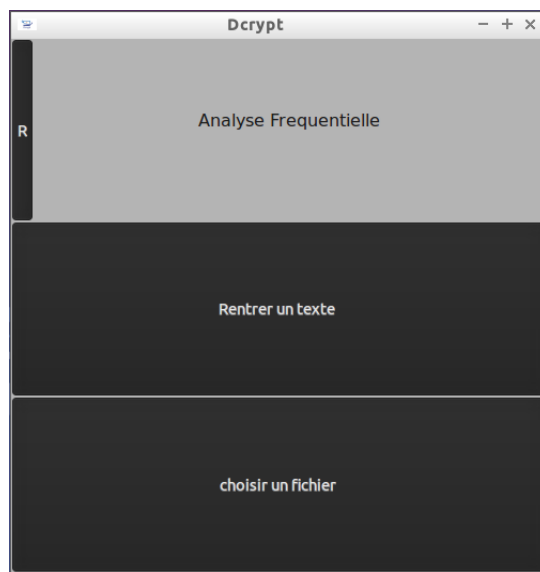 Dcrypt
Analyse Frequentielle
R
Rentrer un texte
choisir un fichier